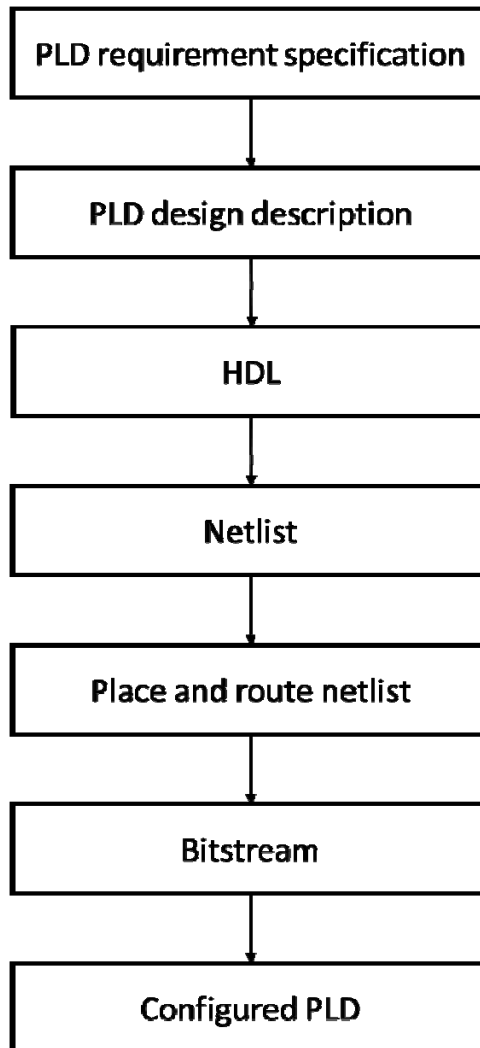 PLD requirement specification
PLD design description
HDL
Netlist
Place and route netlist
Bitstream
Configured PLD